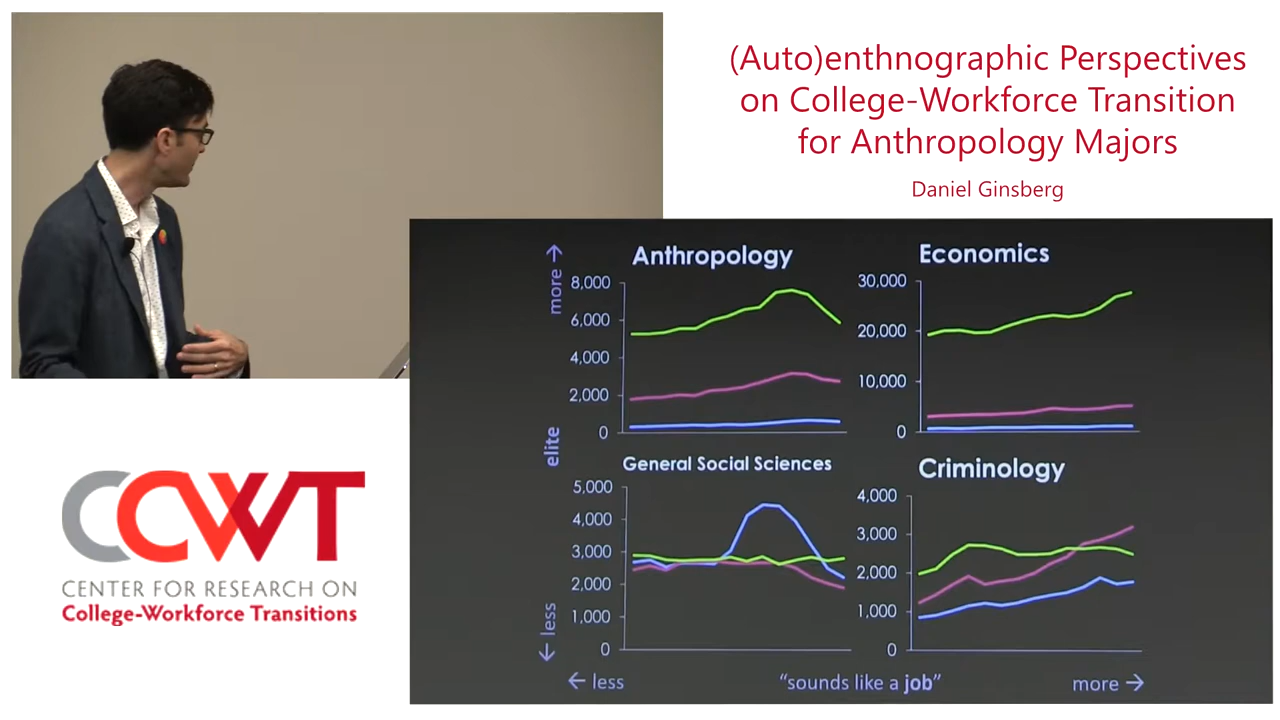 (Auto)enthnographic Perspectives
on College-Workforce Transition
for Anthropology Majors
Daniel Ginsberg
CCWT
CENTER FOR RESEARCH ON
College-Workforce Transitions
more →
elite
← less
Anthropology
8,000
6,000
4,000
2,000
0
Economics
30,000
20,000
10,000
0
General Social Sciences
5,000
4,000
3,000
2,000
1,000
0
Criminology
4,000
3,000
2,000
1,000
0
← less
"sounds like a job"
more →